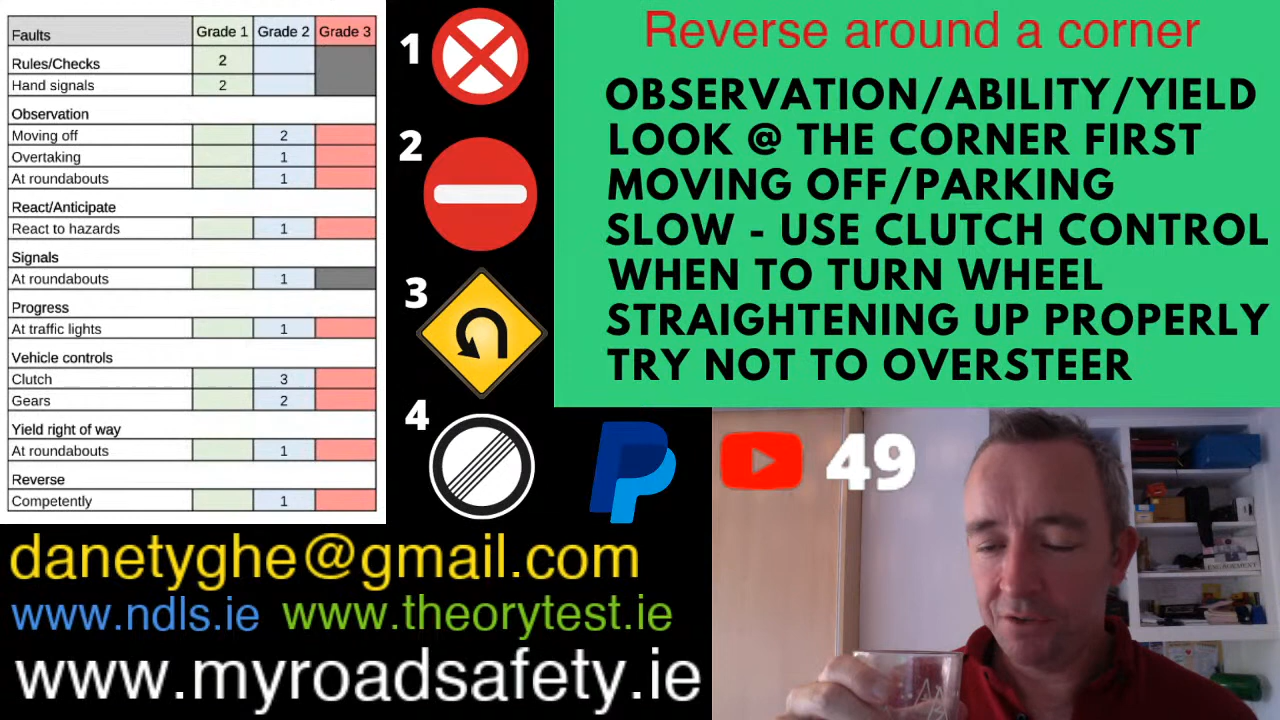 Faults Grade 1 Grade 2 Grade 3
Rules/Checks 2
Hand signals 2
Observation
Moving off 2
Overtaking 1
At roundabouts 1
React/Anticipate
React to hazards 1
Signals
At roundabouts 1
Progress
At traffic lights 1
Vehicle controls
Clutch 3
Gears 2
Yield right of way
At roundabouts 1
Reverse
Competently 1
1
2
3
4
Reverse around a corner
OBSERVATION/ABILITY/YIELD
LOOK @ THE CORNER FIRST
MOVING OFF/PARKING
SLOW - USE CLUTCH CONTROL
WHEN TO TURN WHEEL
STRAIGHTENING UP PROPERLY
TRY NOT TO OVERSTEER
49
danetyghe@gmail.com
www.ndls.ie www.theorytest.ie
www.myroadsafety.ie